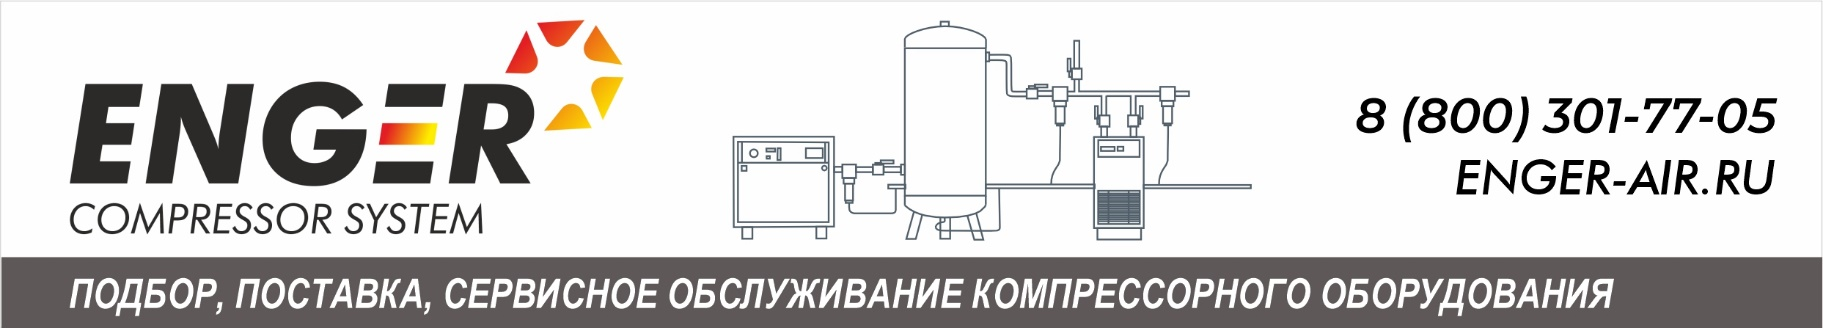 ENGER
COMPRESSOR SYSTEM
8 (800) 301-77-05
ENGER-AIR.RU
ПОДБОР, ПОСТАВКА, СЕРВИСНОЕ ОБСЛУЖИВАНИЕ КОМПРЕССОРНОГО ОБОРУДОВАНИЯ